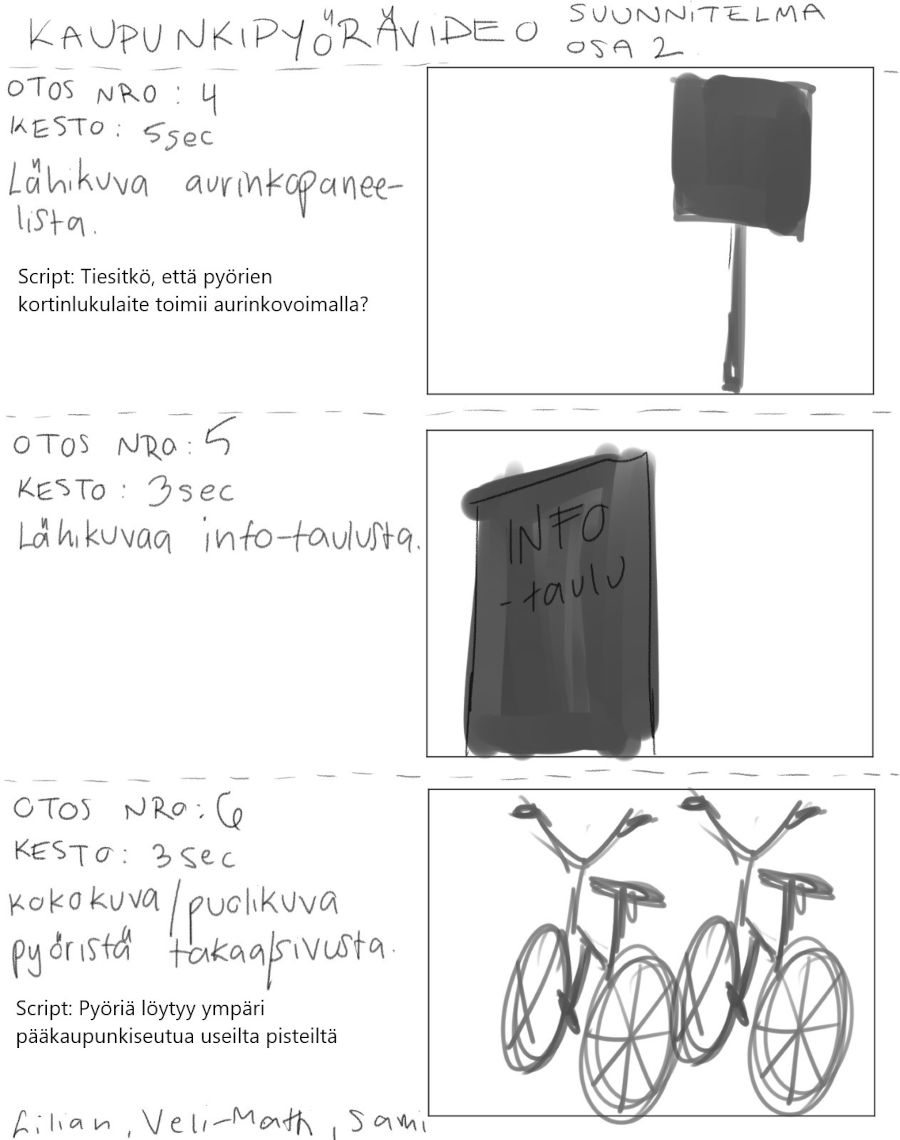 KAUPUNKIPYÖRÄVIDEO SUUNNITELMA
OSA 2
OTOS NRO: 4
KESTO: 5sec
Lähikuva aurinkopanee-
lista.
Script: Tiesitkö, että pyörien
kortinlukulaite toimii aurinkovoimalla?
OTOS NRO: 5
KESTO: 3sec
Lähikuvaa info-taulusta.
INFO
-taulu
OTOS NRO: 6
KESTO: 3sec
kokokuva/puolikuva
pyöristä takaa/sivusta.
Script: Pyöriä löytyy ympäri
pääkaupunkiseutua useilta pisteiltä
Lilian, Veli-Matti, Sami